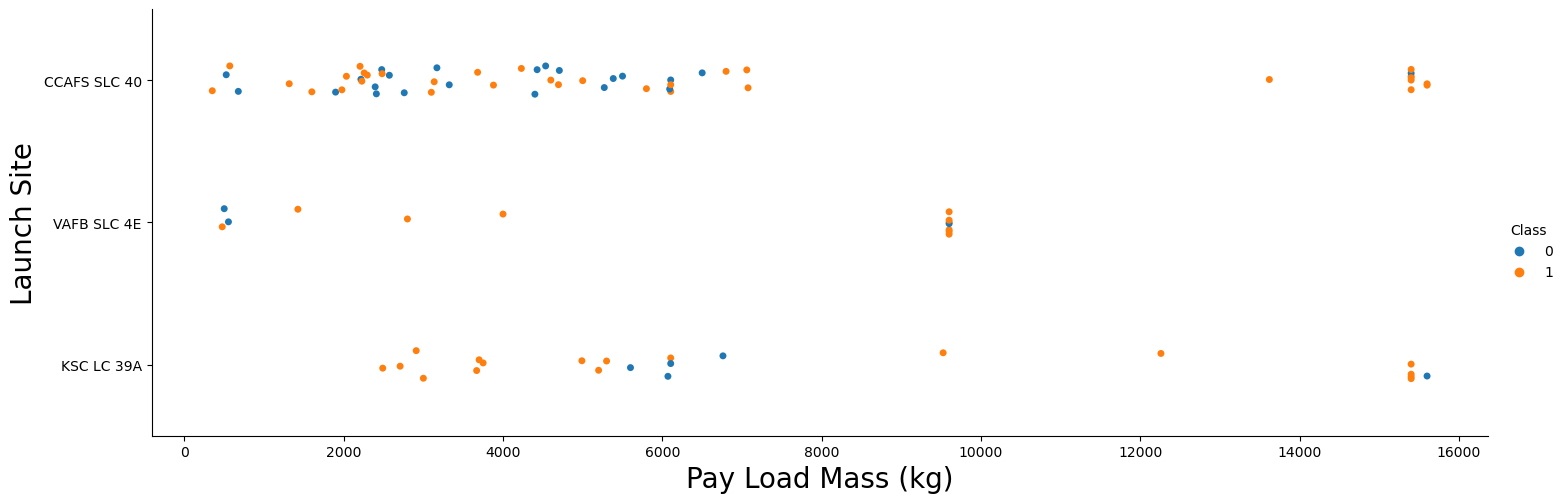 Launch Site
CCAFS SLC 40
VAFB SLC 4E
KSC LC 39A
0 2000 4000 6000 8000 10000 12000 14000 16000
Pay Load Mass (kg)
Class
0
1